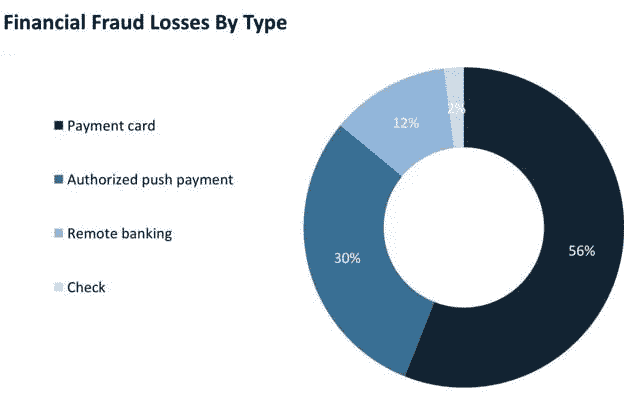 Financial Fraud Losses By Type
Payment card
Authorized push payment
Remote banking
Check
2%
12%
30%
56%